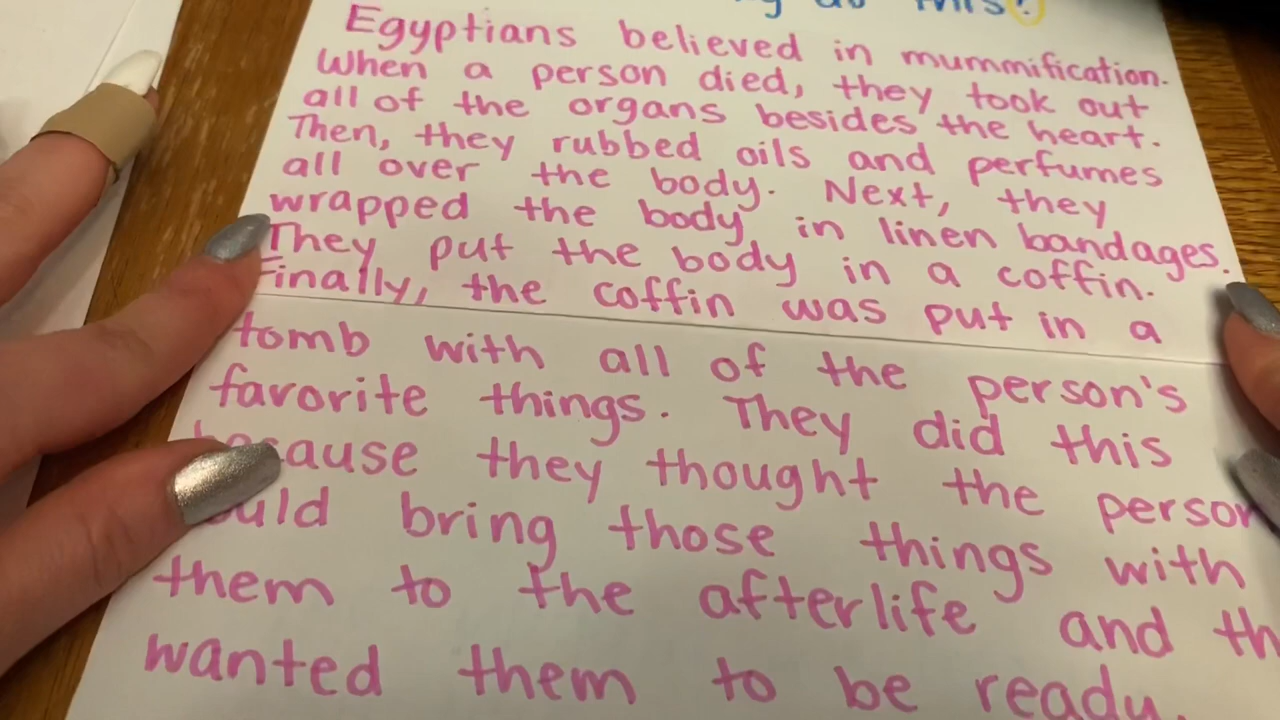 this!
Egyptians believed in mummification.
When a person died, they took out
all of the organs besides the heart.
Then, they rubbed oils and perfumes
all over the body. Next, they
wrapped the body in linen bandages.
They put the body in a coffin.
Finally, the coffin was put in a
tomb with all of the person's
favorite things. They did this
because they thought the person
bring those things with
them to the afterlife and
wanted them to be ready.